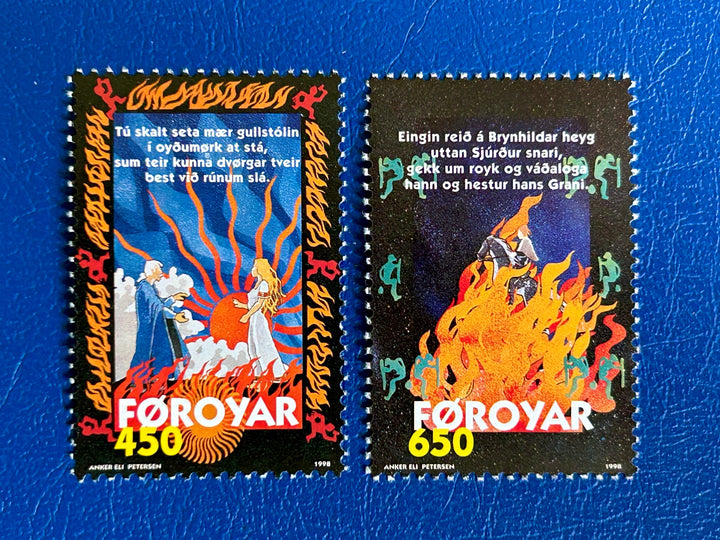 Tú skalt seta mær gullstólin
í oyðumørk at stá,
sum teir kunna dvørgar tveir
best við rúnum slá.
FØROYAR
450
ANKER ELI PETERSEN
1998
Eingin reið á Brynhildar heyg
uttan Sjúrður snari,
gekk um royk og váðaloga
hann og hestur hans Grani.
FØROYAR
650
ANKER ELI PETERSEN
1998